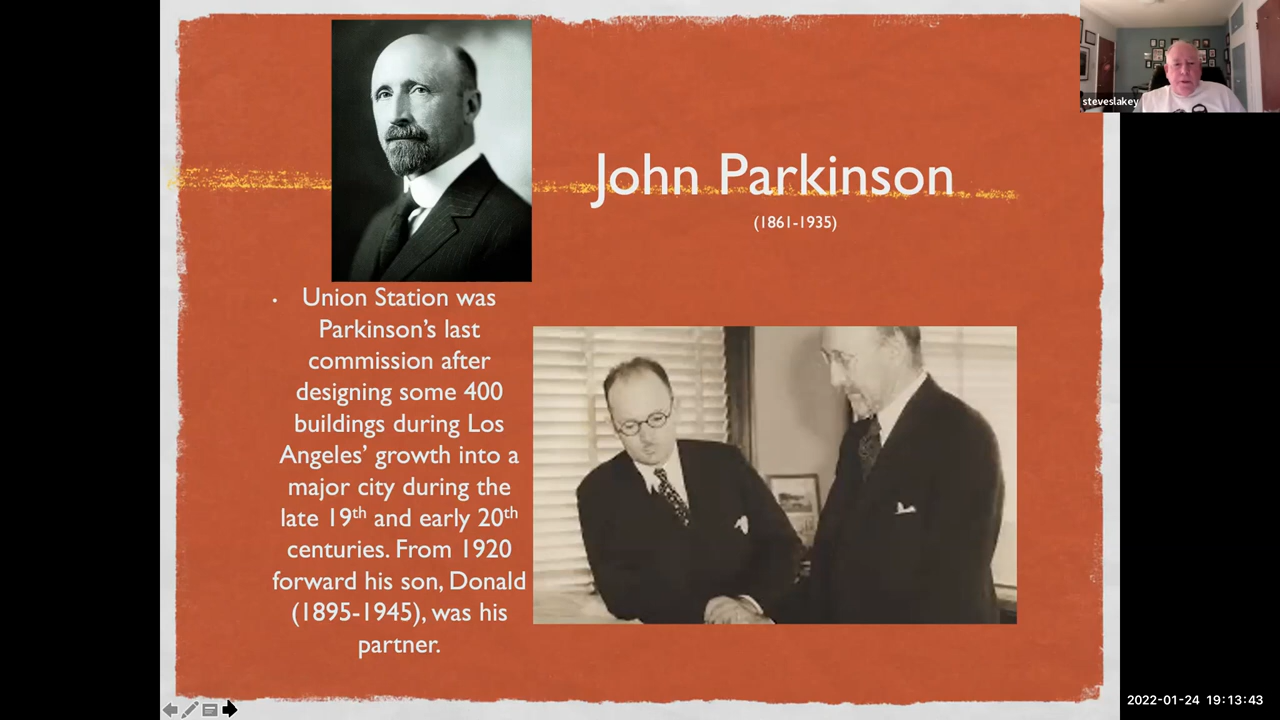 steveslakey
John Parkinson
(1861-1935)
• Union Station was
Parkinson’s last
commission after
designing some 400
buildings during Los
Angeles’ growth into a
major city during the
late 19th and early 20th
centuries. From 1920
forward his son, Donald
(1895-1945), was his
partner.
2022-01-24 19:13:43